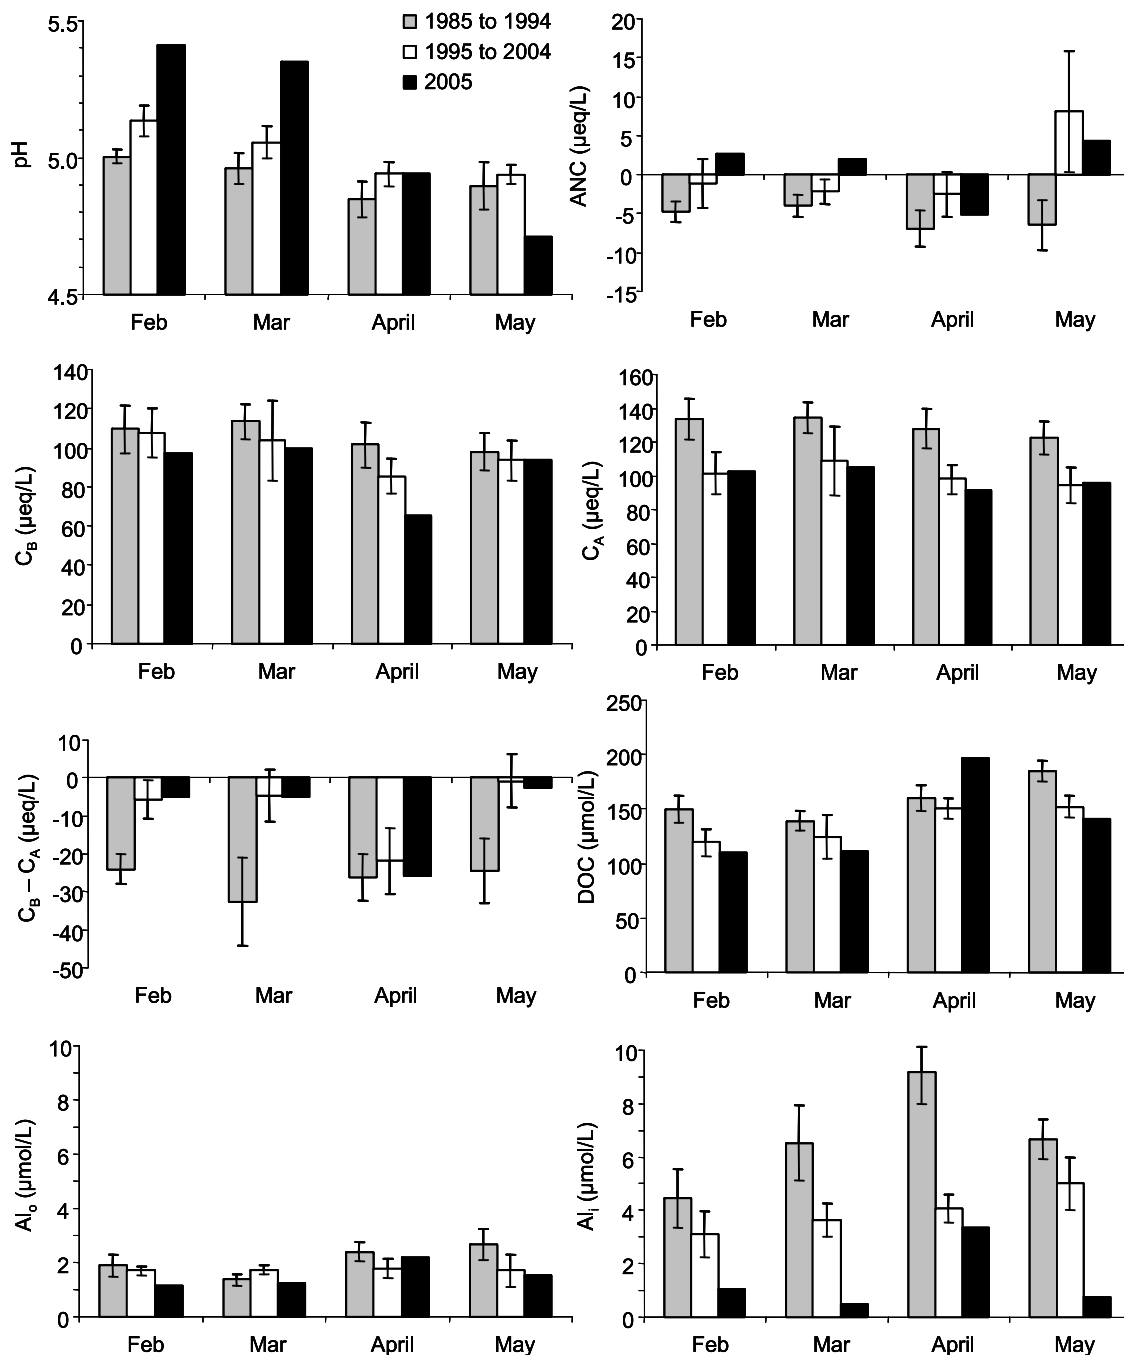 5.5
5.0
4.5
pH
1985 to 1994
1995 to 2004
2005
Feb
Mar
April
May
20
15
10
5
0
-5
-10
-15
ANC (µeq/L)
Feb
Mar
April
May
140
120
100
80
60
40
20
0
C_B (µeq/L)
Feb
Mar
April
May
160
140
120
100
80
60
40
20
0
C_A (µeq/L)
Feb
Mar
April
May
10
0
-10
-20
-30
-40
-50
C_B – C_A (µeq/L)
Feb
Mar
April
May
250
200
150
100
50
0
DOC (µmol/L)
Feb
Mar
April
May
10
8
6
4
2
0
Al_o (µmol/L)
Feb
Mar
April
May
10
8
6
4
2
0
Al_i (µmol/L)
Feb
Mar
April
May